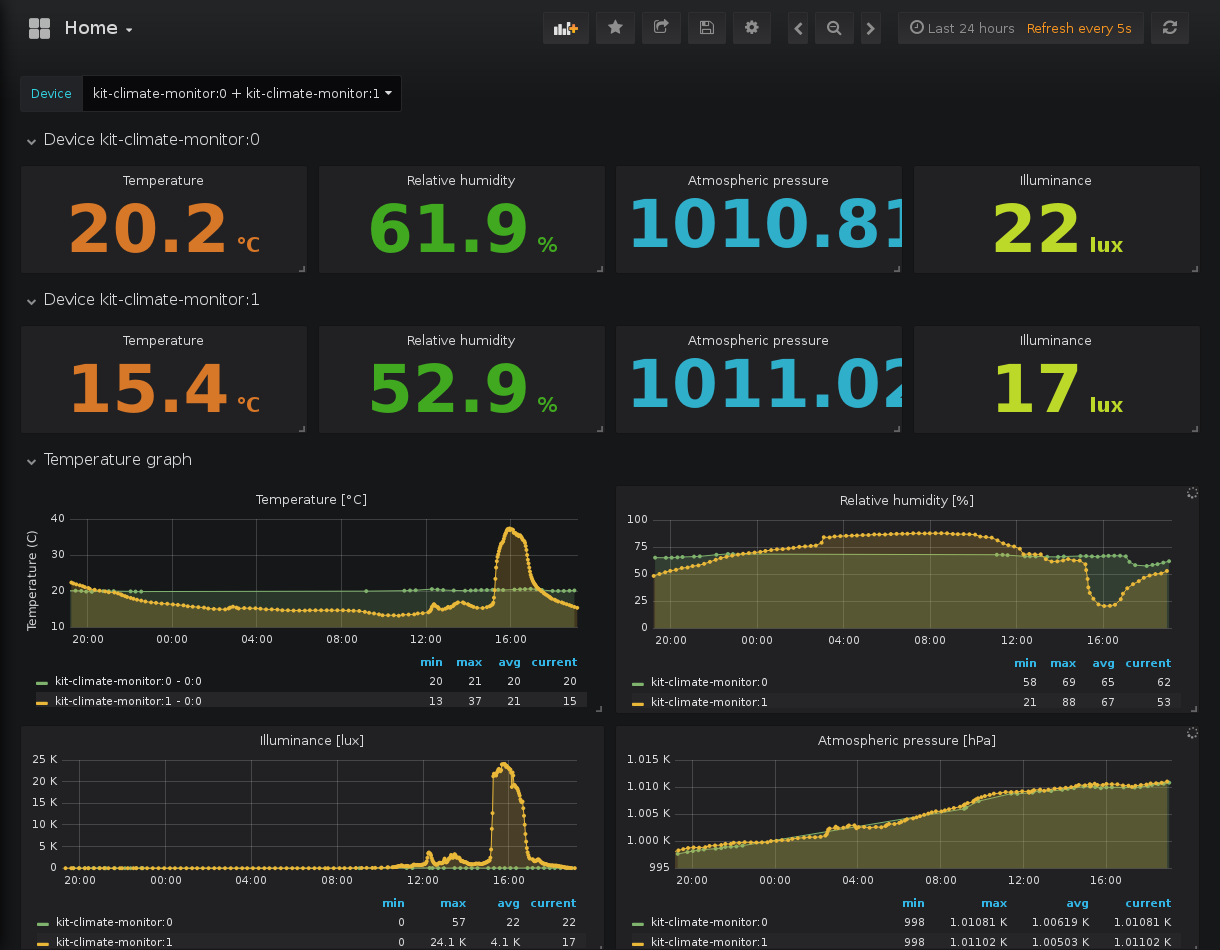 Home
Last 24 hours Refresh every 5s
Device kit-climate-monitor:0 + kit-climate-monitor:1
Device kit-climate-monitor:0
Temperature Relative humidity Atmospheric pressure Illuminance
20.2 °C 61.9 % 1010.81 22 lux
Device kit-climate-monitor:1
Temperature Relative humidity Atmospheric pressure Illuminance
15.4 °C 52.9 % 1011.02 17 lux
Temperature graph
Temperature [°C]
Temperature (C)
40
30
20
10
20:00 00:00 04:00 08:00 12:00 16:00
min max avg current
kit-climate-monitor:0 - 0:0 20 21 20 20
kit-climate-monitor:1 - 0:0 13 37 21 15
Relative humidity [%]
100
75
50
25
0
20:00 00:00 04:00 08:00 12:00 16:00
min max avg current
kit-climate-monitor:0 58 69 65 62
kit-climate-monitor:1 21 88 67 53
Illuminance [lux]
25 K
20 K
15 K
10 K
5 K
0
20:00 00:00 04:00 08:00 12:00 16:00
min max avg current
kit-climate-monitor:0 0 57 22 22
kit-climate-monitor:1 0 24.1 K 4.1 K 17
Atmospheric pressure [hPa]
1.015 K
1.010 K
1.005 K
1.000 K
995
20:00 00:00 04:00 08:00 12:00 16:00
min max avg current
kit-climate-monitor:0 998 1.01081 K 1.00619 K 1.01081 K
kit-climate-monitor:1 998 1.01102 K 1.00503 K 1.01102 K